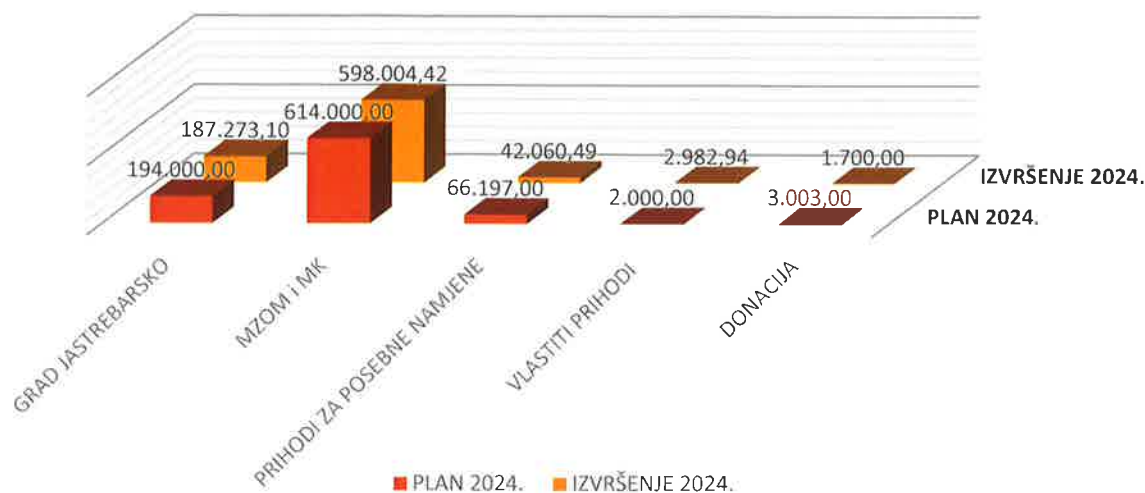 598.004,42
614.000,00
187.273,10
194.000,00
42.060,49
66.197,00
2.982,94
2.000,00
1.700,00
3.003,00
IZVRŠENJE 2024.
PLAN 2024.
GRAD JASTREBARSKO
MZOM i MK
PRIHODI ZA POSEBNE NAMJENE
VLASTITI PRIHODI
DONACIJA
PLAN 2024. IZVRŠENJE 2024.